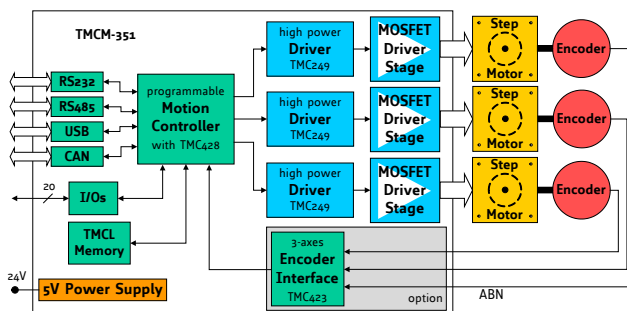 TMCM-351
RS232
RS485
USB
CAN
20
I/Os
TMCL
Memory
24V
5V Power Supply
programmable
Motion
Controller
with TMC428
high power
Driver
TMC249
MOSFET
Driver
Stage
Step
Motor
Encoder
high power
Driver
TMC249
MOSFET
Driver
Stage
Step
Motor
Encoder
high power
Driver
TMC249
MOSFET
Driver
Stage
Step
Motor
Encoder
3-axes
Encoder
Interface
TMC423
option
ABN